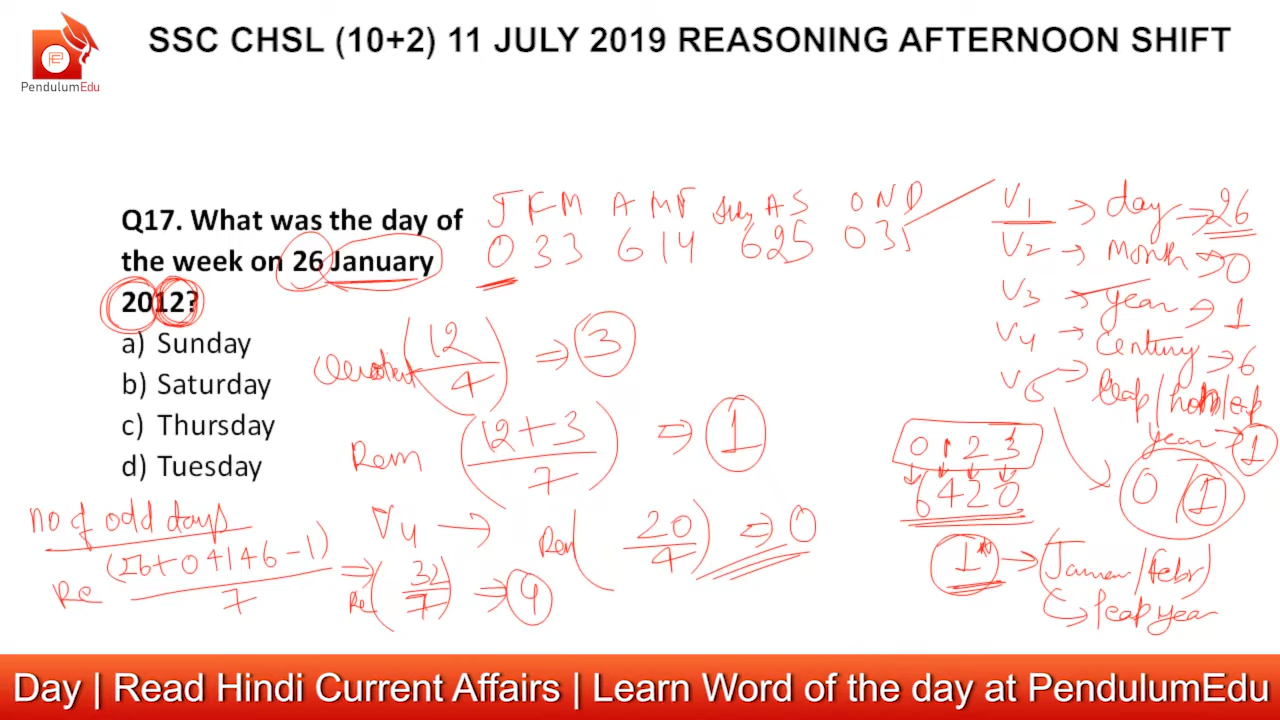 SSC CHSL (10+2) 11 JULY 2019 REASONING AFTERNOON SHIFT
PendulumEdu
Q17. What was the day of
the week on 26 January
2012?
a) Sunday
b) Saturday
c) Thursday
d) Tuesday
J F M A M J July A S O N D
0 3 3 6 1 4 6 2 5 0 3 5
V1 → day → 26
V2 → month → 0
V3 → year → 1
V4 → century → 6
V5 → leap/non leap
year → 1
0 1
12/4 ⇒ 3
Rem (12+3)/7 ⇒ 1
0 1 2 3
6 4 2 0
V4 → Rem (20/4) ⇒ 0
1 → (Januar/Febr)
↪ leap year
no of odd days
Re (26+0+1+6-1)/7 ⇒ Re (32/7) ⇒ 4
Day | Read Hindi Current Affairs | Learn Word of the day at PendulumEdu